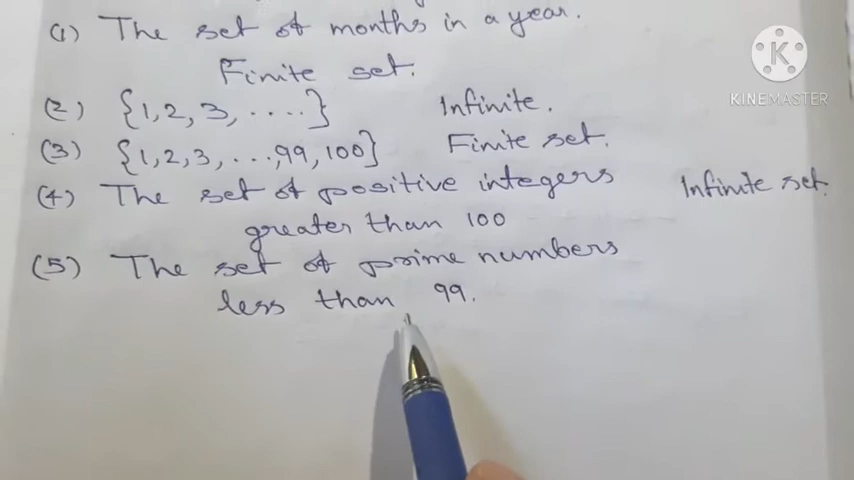 (1) The set of months in a year.
Finite set.
(2) {1,2,3,.....} Infinite.
(3) {1,2,3,...,99,100} Finite set.
(4) The set of positive integers Infinite set.
greater than 100
(5) The set of prime numbers
less than 99.
K
KINEMASTER